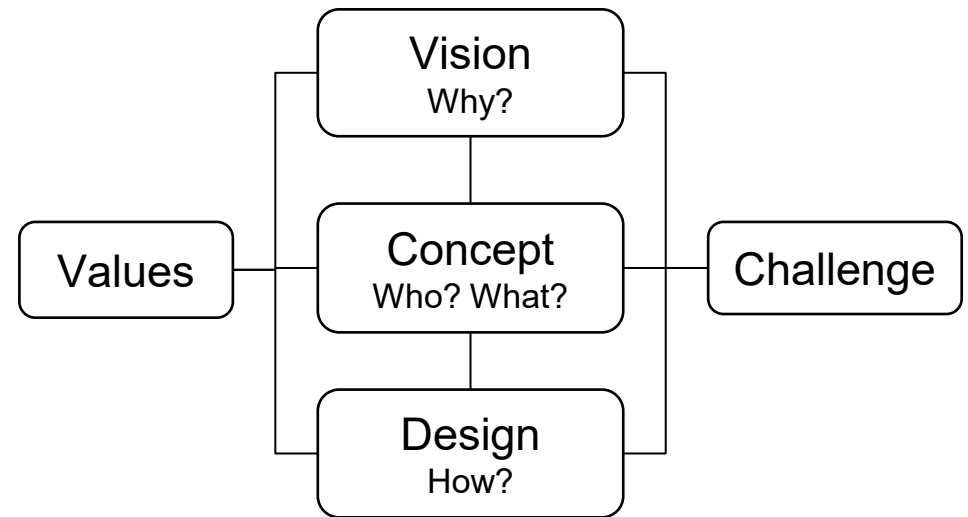 Vision
Why?
Values
Concept
Who? What?
Challenge
Design
How?